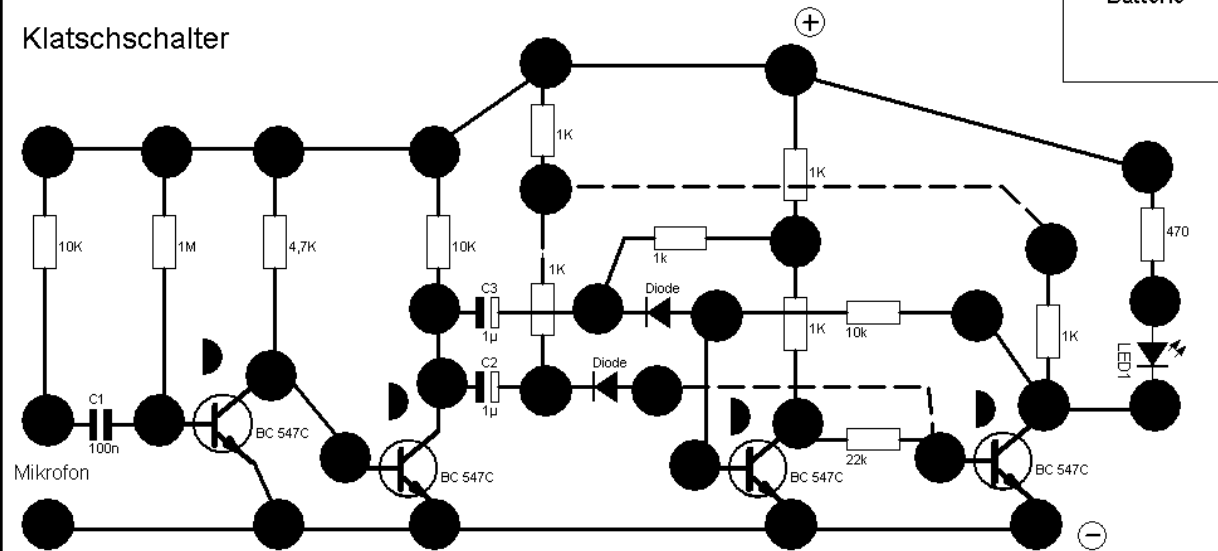 Batterie
Klatschschalter
+
1K
1K
10K
1M
4,7K
10K
1k
470
1K
C3
Diode
1µ
1K
10k
1K
LED1
C2
Diode
1µ
C1
100n
BC 547C
22k
Mikrofon
BC 547C
BC 547C
BC 547C
−